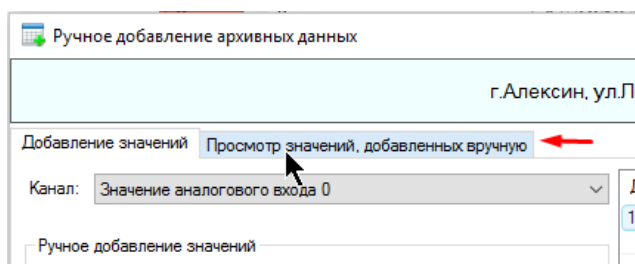 Ручное добавление архивных данных
г.Алексин, ул.П
Добавление значений
Просмотр значений, добавленных вручную
Канал:
Значение аналогового входа 0
1
Ручное добавление значений